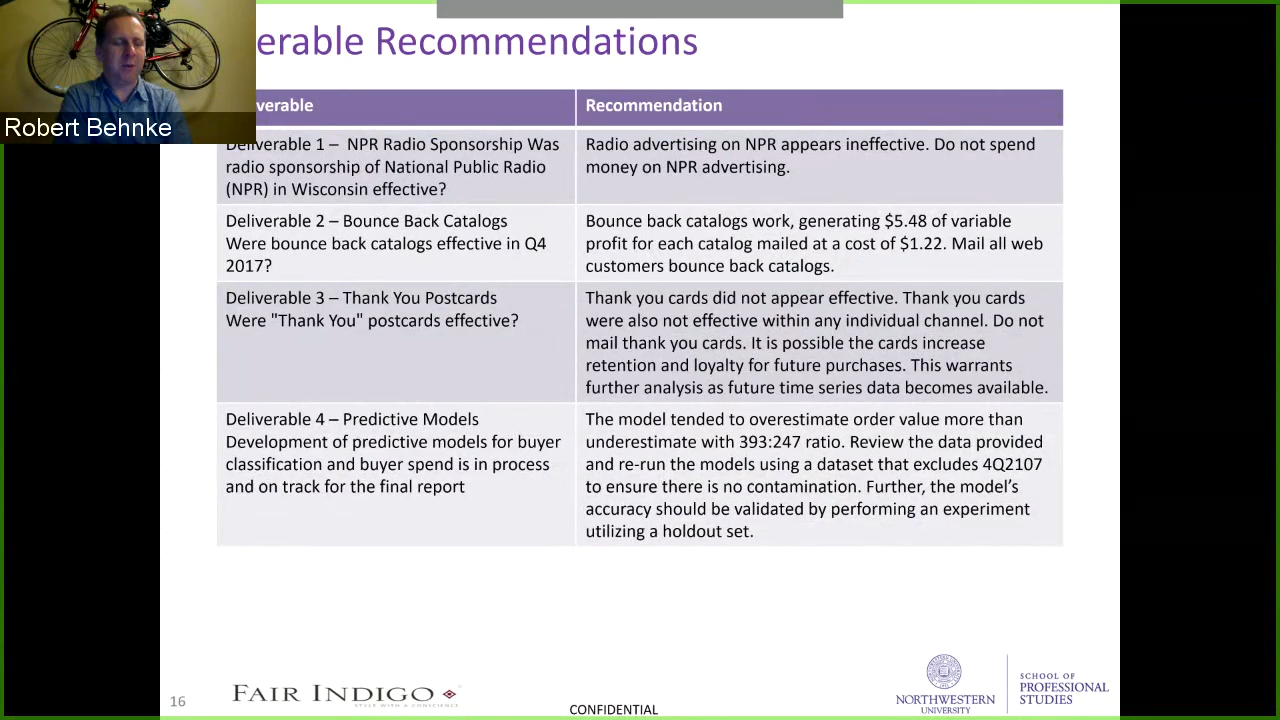 erable Recommendations
Robert Behnke
verable
Recommendation
Deliverable 1 – NPR Radio Sponsorship Was
radio sponsorship of National Public Radio
(NPR) in Wisconsin effective?
Radio advertising on NPR appears ineffective. Do not spend
money on NPR advertising.
Deliverable 2 – Bounce Back Catalogs
Were bounce back catalogs effective in Q4
2017?
Bounce back catalogs work, generating $5.48 of variable
profit for each catalog mailed at a cost of $1.22. Mail all web
customers bounce back catalogs.
Deliverable 3 – Thank You Postcards
Were "Thank You" postcards effective?
Thank you cards did not appear effective. Thank you cards
were also not effective within any individual channel. Do not
mail thank you cards. It is possible the cards increase
retention and loyalty for future purchases. This warrants
further analysis as future time series data becomes available.
Deliverable 4 – Predictive Models
Development of predictive models for buyer
classification and buyer spend is in process
and on track for the final report
The model tended to overestimate order value more than
underestimate with 393:247 ratio. Review the data provided
and re-run the models using a dataset that excludes 4Q2107
to ensure there is no contamination. Further, the model’s
accuracy should be validated by performing an experiment
utilizing a holdout set.
16
FAIR INDIGO
STYLE WITH A CONSCIENCE
CONFIDENTIAL
NORTHWESTERN
UNIVERSITY
SCHOOL OF
PROFESSIONAL
STUDIES